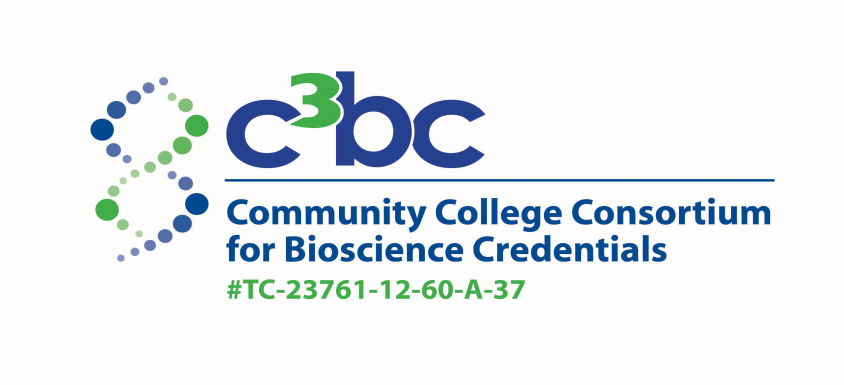 c3bc
Community College Consortium
for Bioscience Credentials
#TC-23761-12-60-A-37